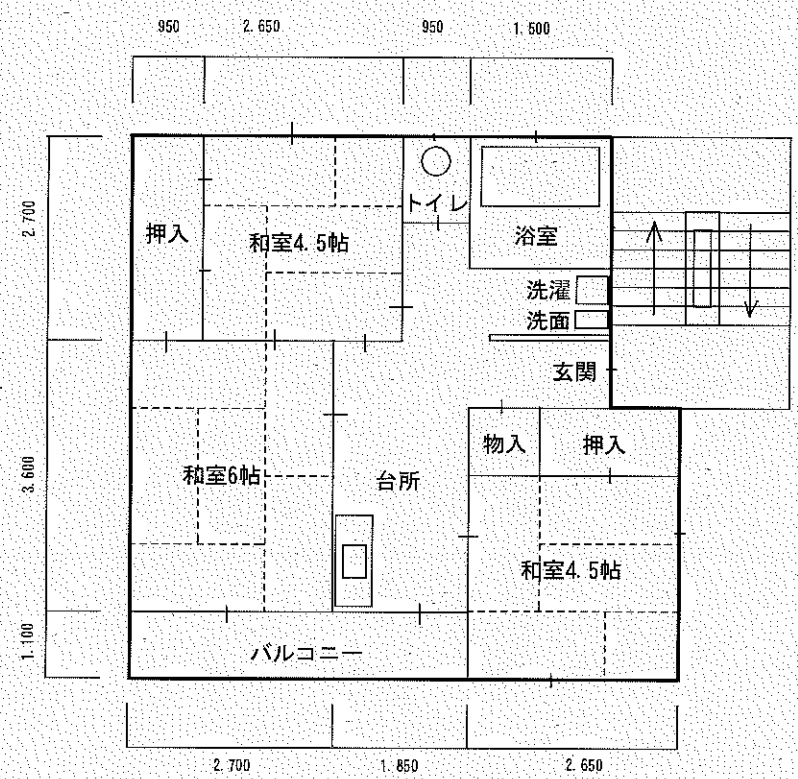 950
2.650
950
1.500
2.700
押入
和室4.5帖
トイレ
浴室
洗濯
洗面
玄関
3.600
和室6帖
台所
物入
押入
和室4.5帖
1.100
バルコニー
2.700
1.850
2.650